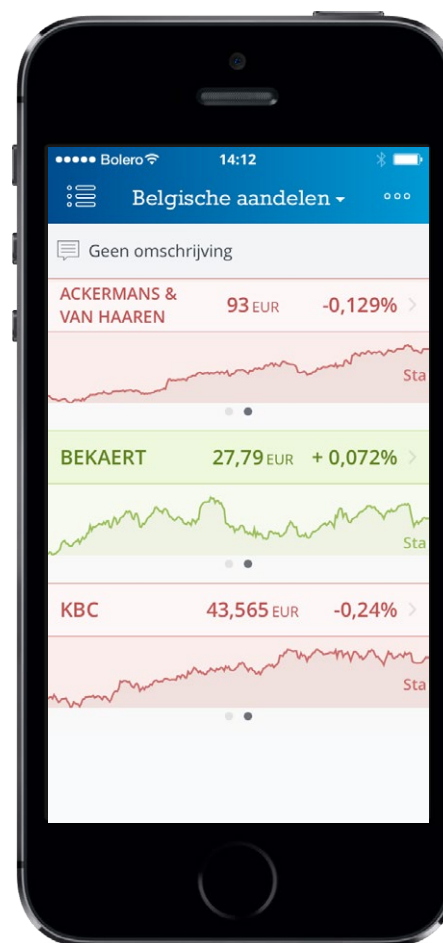 Bolero 14:12
Belgische aandelen
Geen omschrijving
ACKERMANS &
VAN HAAREN 93 EUR -0,129%
Sta
BEKAERT 27,79 EUR + 0,072%
Sta
KBC 43,565 EUR -0,24%
Sta